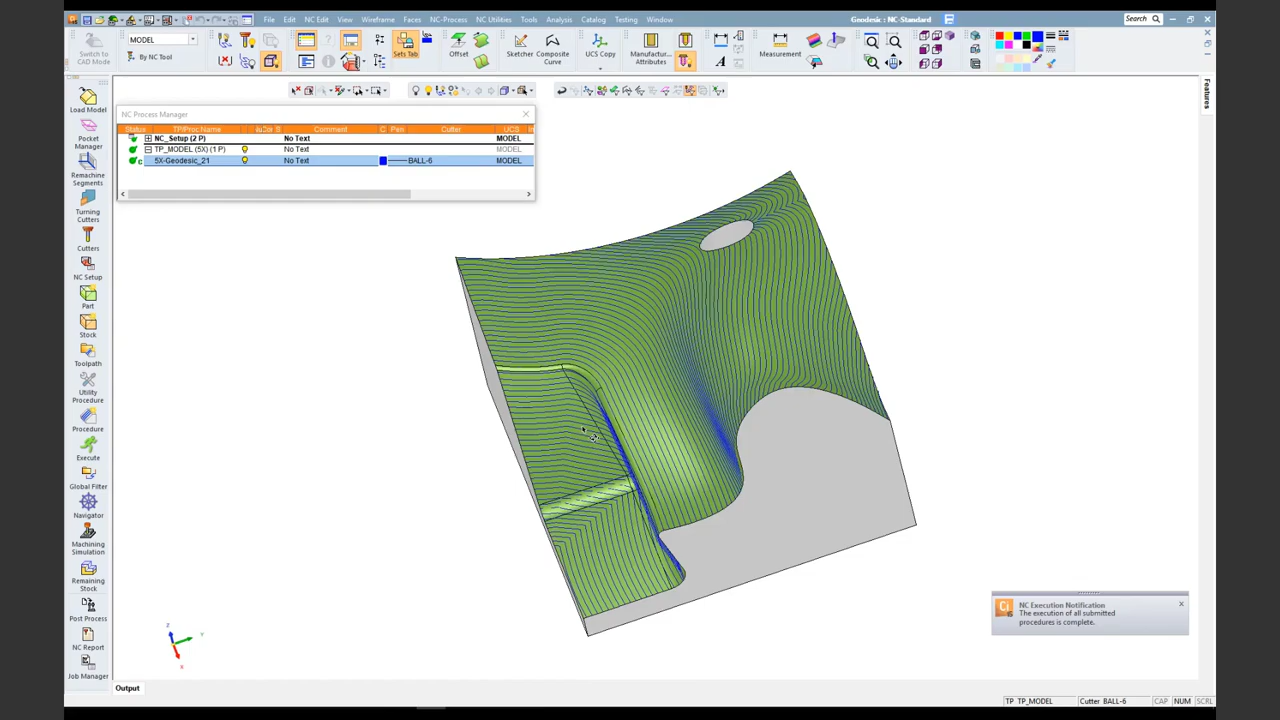 File Edit NC Edit View Wireframe Faces NC-Process NC Utilities Tools Analysis Catalog Testing Window
Geodesic : NC-Standard
Search
Switch to
CAD Mode
MODEL
By NC Tool
Sets Tab
Offset
Sketcher
Composite
Curve
UCS
Copy
Manufactur...
Attributes
Measurement
Features
Load Model
Pocket
Manager
Remachine
Segments
Turning
Cutters
Cutters
NC Setup
Part
Stock
Toolpath
Utility
Procedure
Procedure
Execute
Global Filter
Navigator
Machining
Simulation
Remaining
Stock
Post Process
NC Report
Job Manager
NC Process Manager
Status TP/Proc Name Comment C Pen Cutter UCS
NC_Setup (2 P) No Text MODEL
TP_MODEL (5X) (1 P) No Text MODEL
5X-Geodesic_21 No Text BALL-6 MODEL
Z
Y
X
NC Execution Notification
The execution of all submitted
procedures is complete.
Output
TP TP_MODEL Cutter BALL-6 CAP NUM SCRL